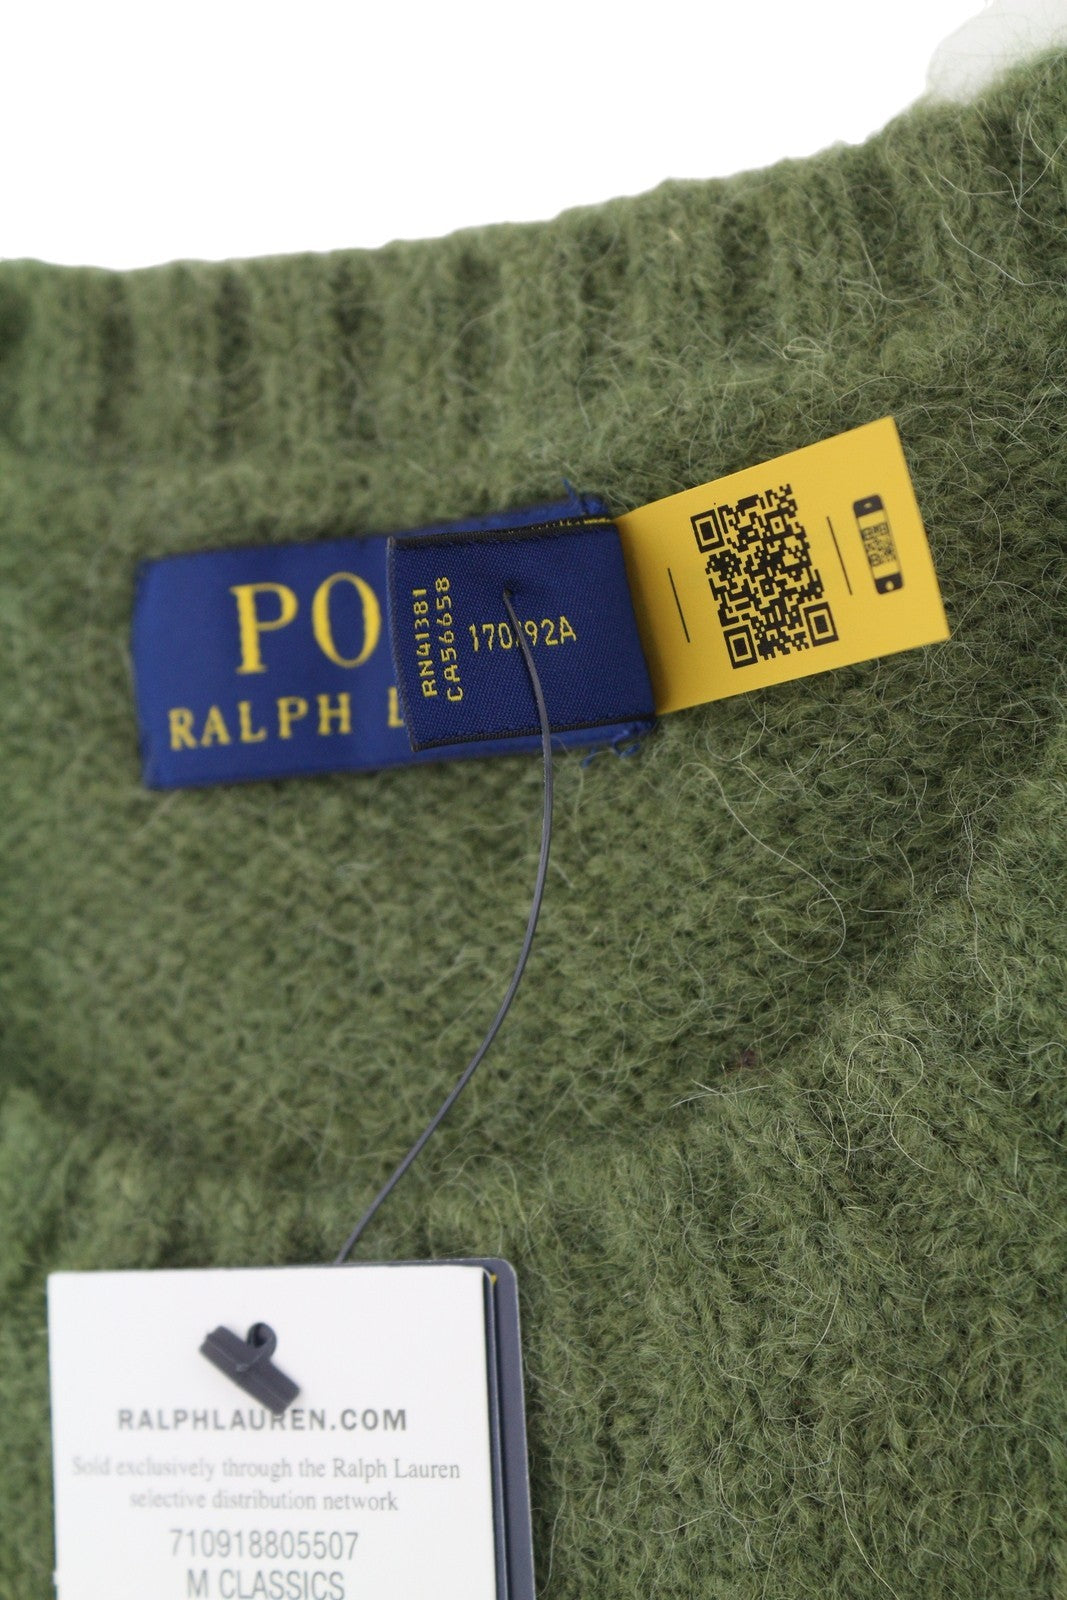 PO
RALPH L
RN41381
CA56658
170/92A
RALPHLAUREN.COM
Sold exclusively through the Ralph Lauren
selective distribution network
710918805507
M CLASSICS